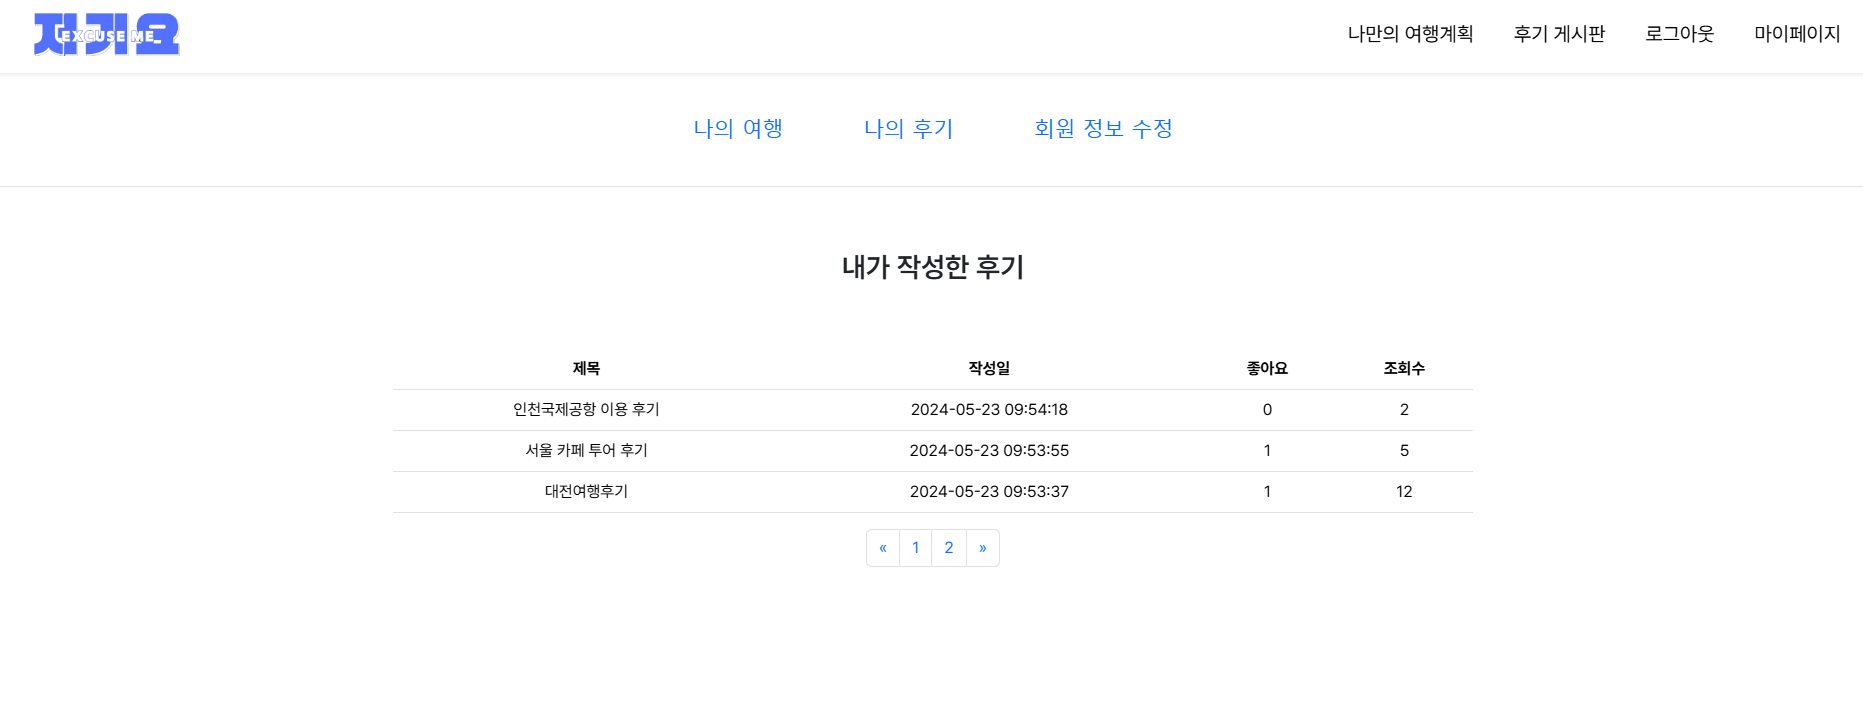 저기요
EXCUSE ME
나만의 여행계획 후기 게시판 로그아웃 마이페이지
나의 여행 나의 후기 회원 정보 수정
내가 작성한 후기
제목 작성일 좋아요 조회수
인천국제공항 이용 후기 2024-05-23 09:54:18 0 2
서울 카페 투어 후기 2024-05-23 09:53:55 1 5
대전여행후기 2024-05-23 09:53:37 1 12
« 1 2 »